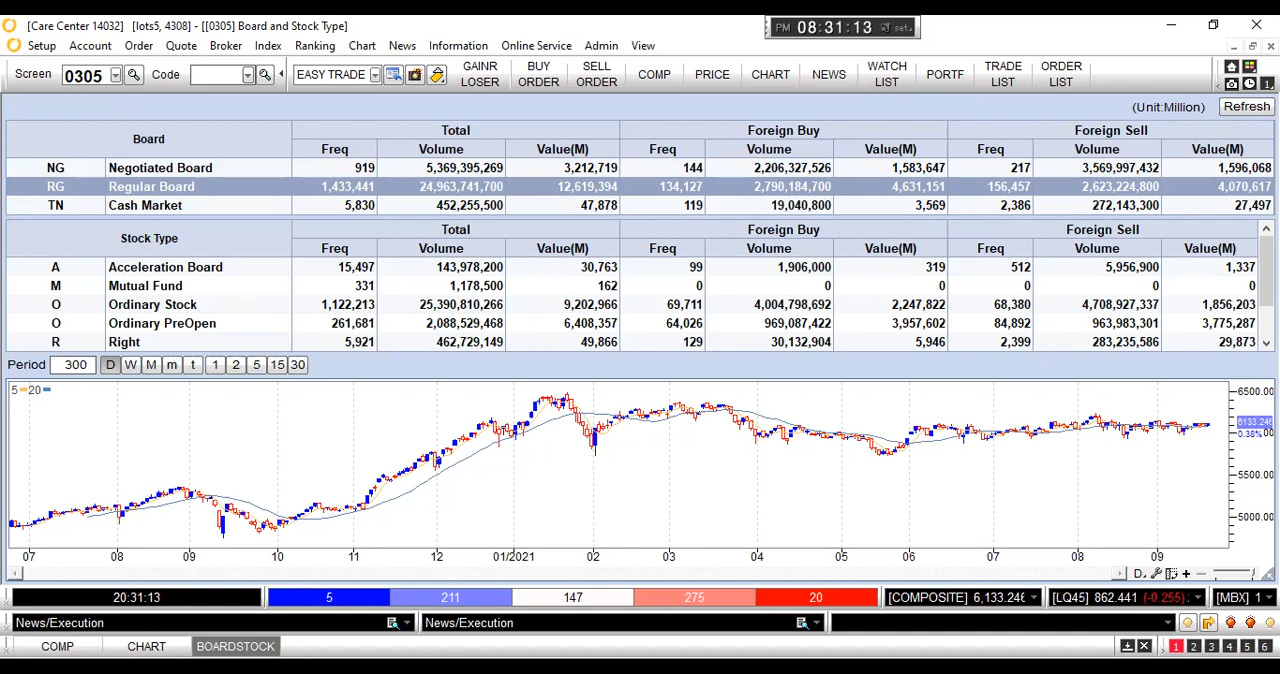 [Care Center 14032] [lots5, 4308] - [[0305] Board and Stock Type]
PM 08:31:13 set.
Setup Account Order Quote Broker Index Ranking Chart News Information Online Service Admin View
Screen 0305 Code EASY TRADE GAINR LOSER BUY ORDER SELL ORDER COMP PRICE CHART NEWS WATCH LIST PORTF TRADE LIST ORDER LIST
(Unit:Million) Refresh
Board Total Foreign Buy Foreign Sell
Freq Volume Value(M) Freq Volume Value(M) Freq Volume Value(M)
NG Negotiated Board 919 5,369,395,269 3,212,719 144 2,206,327,526 1,583,647 217 3,569,997,432 1,596,068
RG Regular Board 1,433,441 24,963,741,700 12,619,394 134,127 2,790,184,700 4,631,151 156,457 2,623,224,800 4,070,617
TN Cash Market 5,830 452,255,500 47,878 119 19,040,800 3,569 2,386 272,143,300 27,497
Stock Type Total Foreign Buy Foreign Sell
Freq Volume Value(M) Freq Volume Value(M) Freq Volume Value(M)
A Acceleration Board 15,497 143,978,200 30,763 99 1,906,000 319 512 5,956,900 1,337
M Mutual Fund 331 1,178,500 162 0 0 0 0 0 0
O Ordinary Stock 1,122,213 25,390,810,266 9,202,966 69,711 4,004,798,692 2,247,822 68,380 4,708,927,337 1,856,203
O Ordinary PreOpen 261,681 2,088,529,468 6,408,357 64,026 969,087,422 3,957,602 84,892 963,983,301 3,775,287
R Right 5,921 462,729,149 49,866 129 30,132,904 5,946 2,399 283,235,586 29,873
Period 300 D W M m t 1 2 5 15 30
5 20
6500.00
6133.246
0.38%
5500.00
5000.00
07 08 09 10 11 12 01/2021 02 03 04 05 06 07 08 09
D.
20:31:13 5 211 147 275 20 [COMPOSITE] 6,133.246 [LQ45] 862.441 (-0.255) [MBX] 1
News/Execution News/Execution
COMP CHART BOARDSTOCK 1 2 3 4 5 6